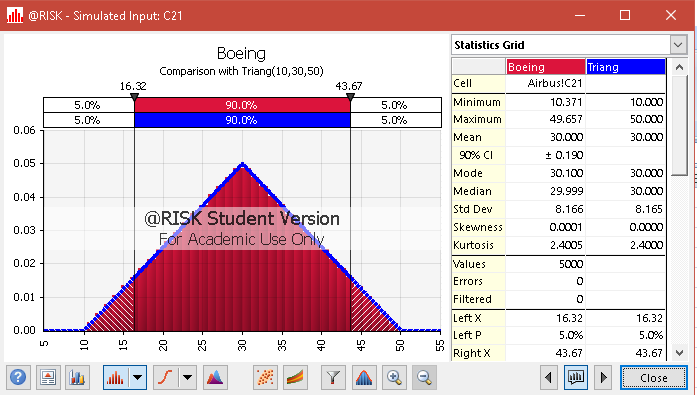 @RISK - Simulated Input: C21
Boeing
Comparison with Triang(10,30,50)
16.32 43.67
5.0% 90.0% 5.0%
5.0% 90.0% 5.0%
0.06
0.05
0.04
0.03
0.02
0.01
0.00
@RISK Student Version
For Academic Use Only
5 10 15 20 25 30 35 40 45 50 55
Statistics Grid
Boeing Triang
Cell Airbus!C21
Minimum 10.371 10.000
Maximum 49.657 50.000
Mean 30.000 30.000
90% CI ± 0.190
Mode 30.100 30.000
Median 29.999 30.000
Std Dev 8.166 8.165
Skewness 0.0001 0.0000
Kurtosis 2.4005 2.4000
Values 5000
Errors 0
Filtered 0
Left X 16.32 16.32
Left P 5.0% 5.0%
Right X 43.67 43.67
Close